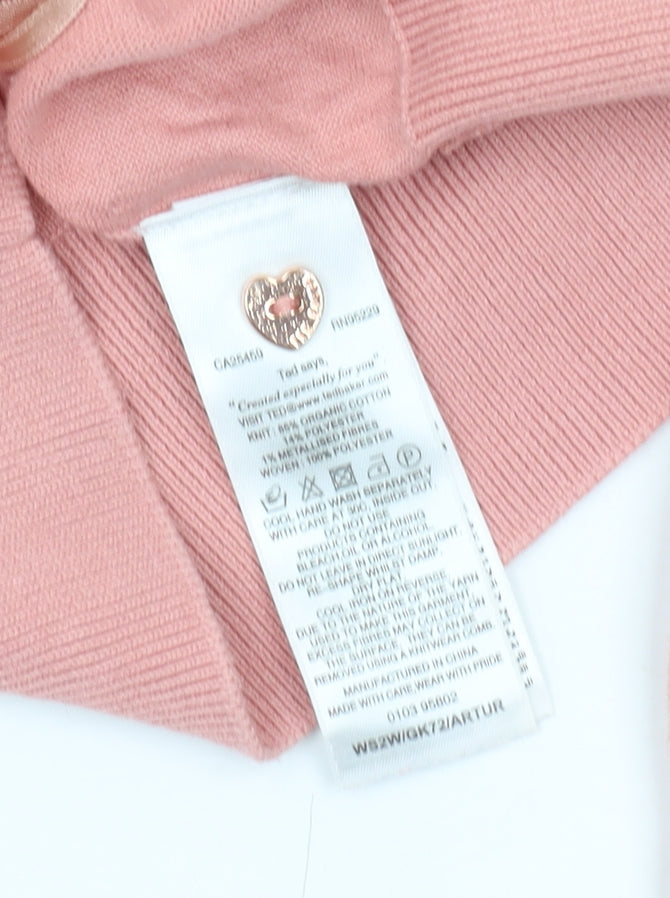 CA25460
RN95229
Ted says,
"Created especially for you".
VISIT TED@www.tedbaker.com
KNIT : 85% ORGANIC COTTON
14% POLYESTER
1% METALLISED FIBRES
WOVEN : 100% POLYESTER
COOL HAND WASH SEPARATELY
WITH CARE AT 30C INSIDE OUT.
DO NOT USE
PRODUCTS CONTAINING
BLEACH OIL OR ALCOHOL.
DO NOT LEAVE IN DIRECT SUNLIGHT.
RE-SHAPE WHILST DAMP.
DRY FLAT.
COOL IRON ON REVERSE.
DUE TO THE NATURE OF THE YARN
USED TO MAKE THIS GARMENT,
EXCESS FIBRES MAY COLLECT ON
THE SURFACE. THEY CAN BE
REMOVED USING A KNITWEAR COMB.
MANUFACTURED IN CHINA
MADE WITH CARE,WEAR WITH PRIDE
0103 95802
WS2W/GK72/ARTUR